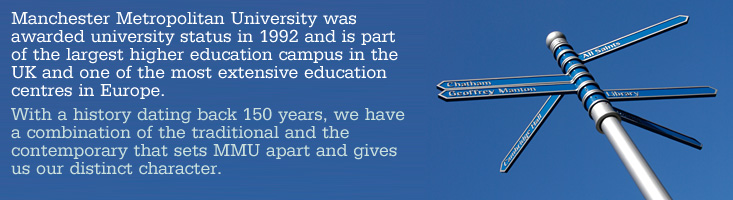 Manchester Metropolitan University was
awarded university status in 1992 and is part
of the largest higher education campus in the
UK and one of the most extensive education
centres in Europe.
With a history dating back 150 years, we have
a combination of the traditional and the
contemporary that sets MMU apart and gives
us our distinct character.
All Saints
Chatham
Geoffrey Manton
Library
Cambridge Hall